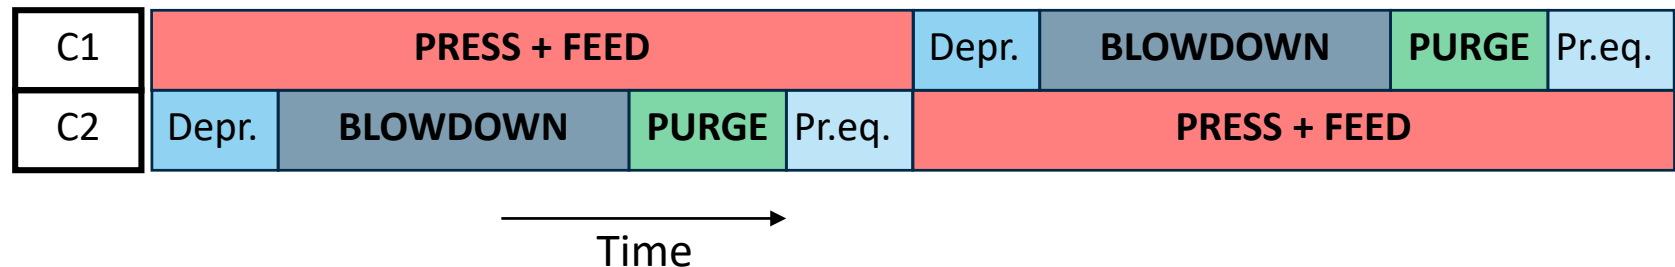 C1 PRESS + FEED Depr. BLOWDOWN PURGE Pr.eq.
C2 Depr. BLOWDOWN PURGE Pr.eq. PRESS + FEED
Time